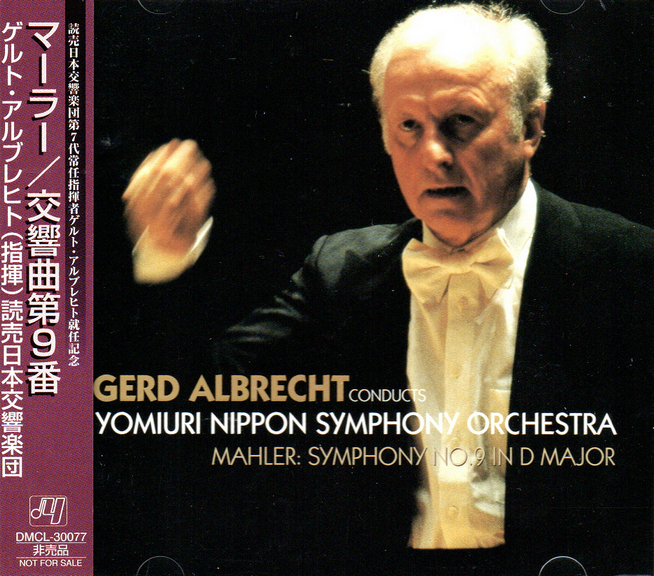 読売日本交響楽団第7代常任指揮者ゲルト・アルブレヒト就任記念
マーラー／交響曲第9番
ゲルト・アルブレヒト（指揮）読売日本交響楽団
DMCL-30077
非売品
NOT FOR SALE
GERD ALBRECHT CONDUCTS
YOMIURI NIPPON SYMPHONY ORCHESTRA
MAHLER: SYMPHONY NO.9 IN D MAJOR